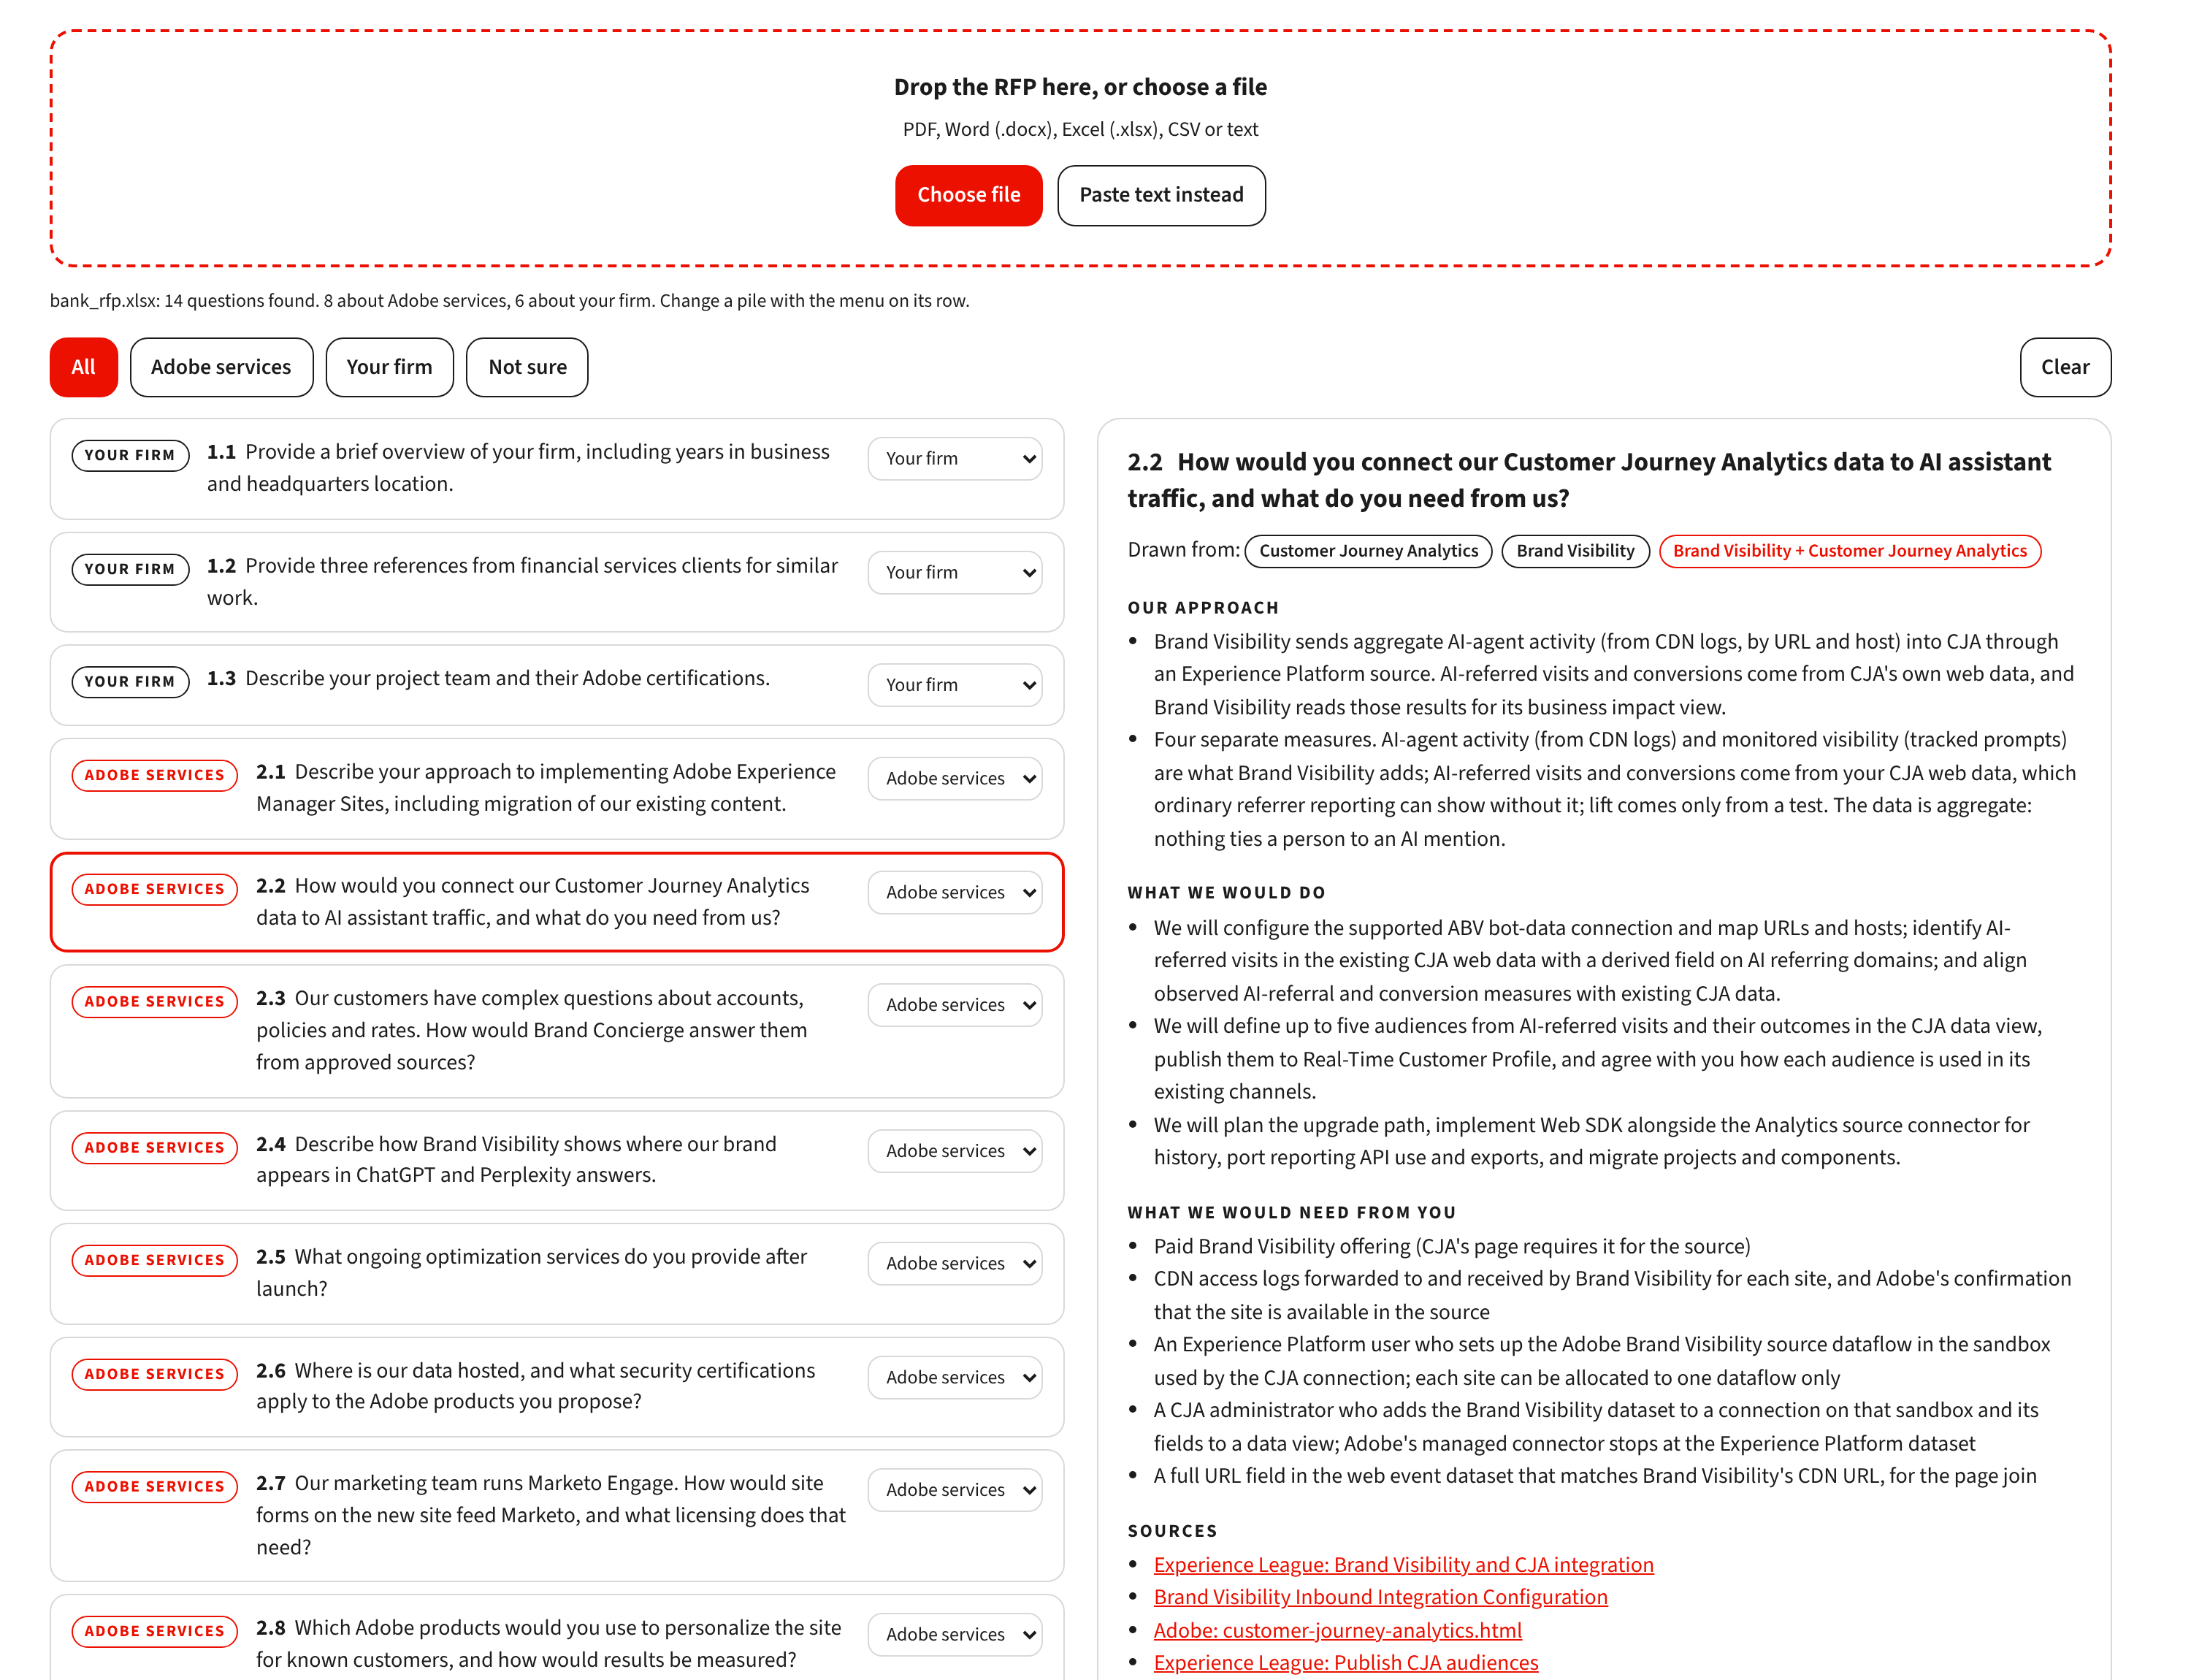 Drop the RFP here, or choose a file
PDF, Word (.docx), Excel (.xlsx), CSV or text
Choose file
Paste text instead
bank_rfp.xlsx: 14 questions found. 8 about Adobe services, 6 about your firm. Change a pile with the menu on its row.
All
Adobe services
Your firm
Not sure
Clear
YOUR FIRM
1.1 Provide a brief overview of your firm, including years in business
and headquarters location.
Your firm
YOUR FIRM
1.2 Provide three references from financial services clients for similar
work.
Your firm
YOUR FIRM
1.3 Describe your project team and their Adobe certifications.
Your firm
ADOBE SERVICES
2.1 Describe your approach to implementing Adobe Experience
Manager Sites, including migration of our existing content.
Adobe services
ADOBE SERVICES
2.2 How would you connect our Customer Journey Analytics
data to AI assistant traffic, and what do you need from us?
Adobe services
ADOBE SERVICES
2.3 Our customers have complex questions about accounts,
policies and rates. How would Brand Concierge answer them
from approved sources?
Adobe services
ADOBE SERVICES
2.4 Describe how Brand Visibility shows where our brand
appears in ChatGPT and Perplexity answers.
Adobe services
ADOBE SERVICES
2.5 What ongoing optimization services do you provide after
launch?
Adobe services
ADOBE SERVICES
2.6 Where is our data hosted, and what security certifications
apply to the Adobe products you propose?
Adobe services
ADOBE SERVICES
2.7 Our marketing team runs Marketo Engage. How would site
forms on the new site feed Marketo, and what licensing does that
need?
Adobe services
ADOBE SERVICES
2.8 Which Adobe products would you use to personalize the site
for known customers, and how would results be measured?
Adobe services
2.2 How would you connect our Customer Journey Analytics data to AI assistant
traffic, and what do you need from us?
Drawn from: Customer Journey Analytics Brand Visibility Brand Visibility + Customer Journey Analytics
OUR APPROACH
• Brand Visibility sends aggregate AI-agent activity (from CDN logs, by URL and host) into CJA through
an Experience Platform source. AI-referred visits and conversions come from CJA's own web data, and
Brand Visibility reads those results for its business impact view.
• Four separate measures. AI-agent activity (from CDN logs) and monitored visibility (tracked prompts)
are what Brand Visibility adds; AI-referred visits and conversions come from your CJA web data, which
ordinary referrer reporting can show without it; lift comes only from a test. The data is aggregate:
nothing ties a person to an AI mention.
WHAT WE WOULD DO
• We will configure the supported ABV bot-data connection and map URLs and hosts; identify AI-
referred visits in the existing CJA web data with a derived field on AI referring domains; and align
observed AI-referral and conversion measures with existing CJA data.
• We will define up to five audiences from AI-referred visits and their outcomes in the CJA data view,
publish them to Real-Time Customer Profile, and agree with you how each audience is used in its
existing channels.
• We will plan the upgrade path, implement Web SDK alongside the Analytics source connector for
history, port reporting API use and exports, and migrate projects and components.
WHAT WE WOULD NEED FROM YOU
• Paid Brand Visibility offering (CJA's page requires it for the source)
• CDN access logs forwarded to and received by Brand Visibility for each site, and Adobe's confirmation
that the site is available in the source
• An Experience Platform user who sets up the Adobe Brand Visibility source dataflow in the sandbox
used by the CJA connection; each site can be allocated to one dataflow only
• A CJA administrator who adds the Brand Visibility dataset to a connection on that sandbox and its
fields to a data view; Adobe's managed connector stops at the Experience Platform dataset
• A full URL field in the web event dataset that matches Brand Visibility's CDN URL, for the page join
SOURCES
• Experience League: Brand Visibility and CJA integration
• Brand Visibility Inbound Integration Configuration
• Adobe: customer-journey-analytics.html
• Experience League: Publish CJA audiences